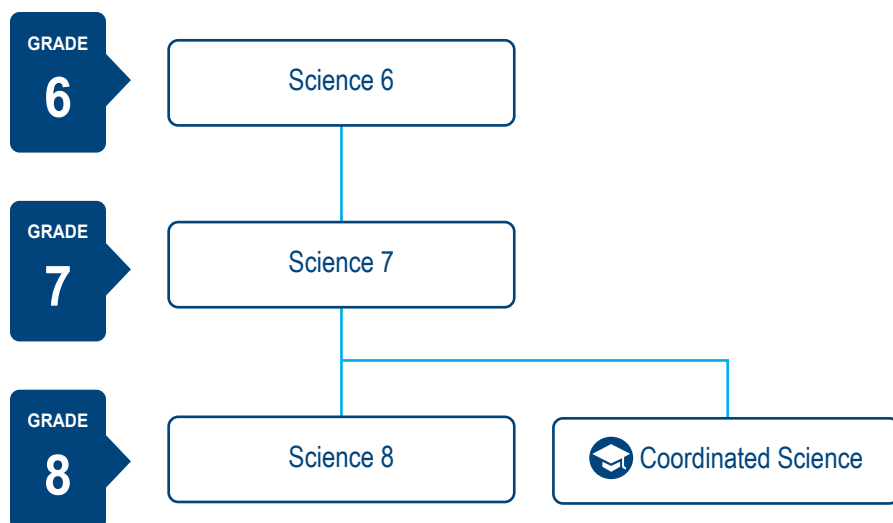 GRADE
6
Science 6
GRADE
7
Science 7
GRADE
8
Science 8
Coordinated Science